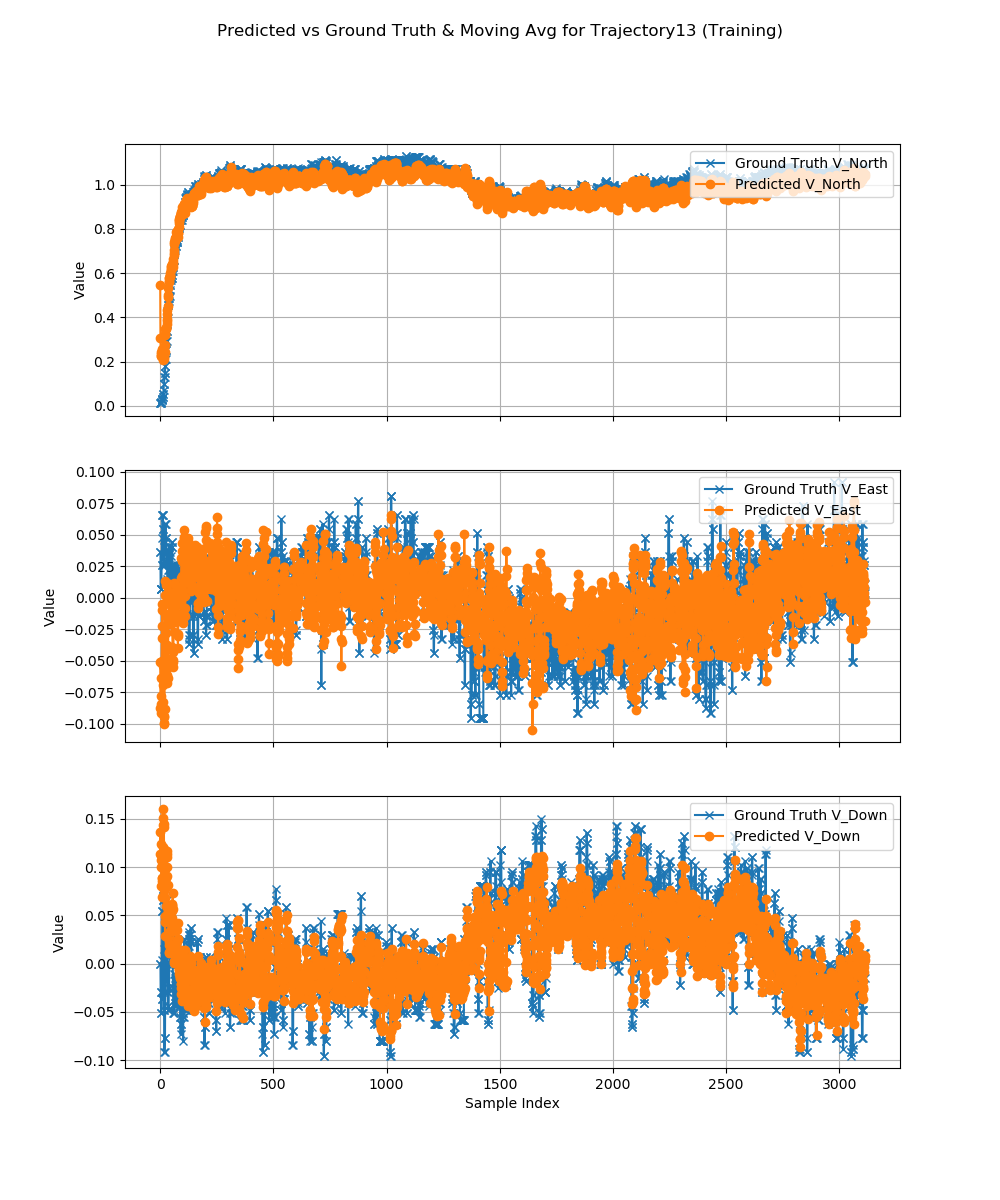 Predicted vs Ground Truth & Moving Avg for Trajectory13 (Training)
1.0
0.8
0.6
0.4
0.2
0.0
Value
Ground Truth V_North
Predicted V_North
0.100
0.075
0.050
0.025
0.000
−0.025
−0.050
−0.075
−0.100
Value
Ground Truth V_East
Predicted V_East
0.15
0.10
0.05
0.00
−0.05
−0.10
Value
Ground Truth V_Down
Predicted V_Down
0 500 1000 1500 2000 2500 3000
Sample Index